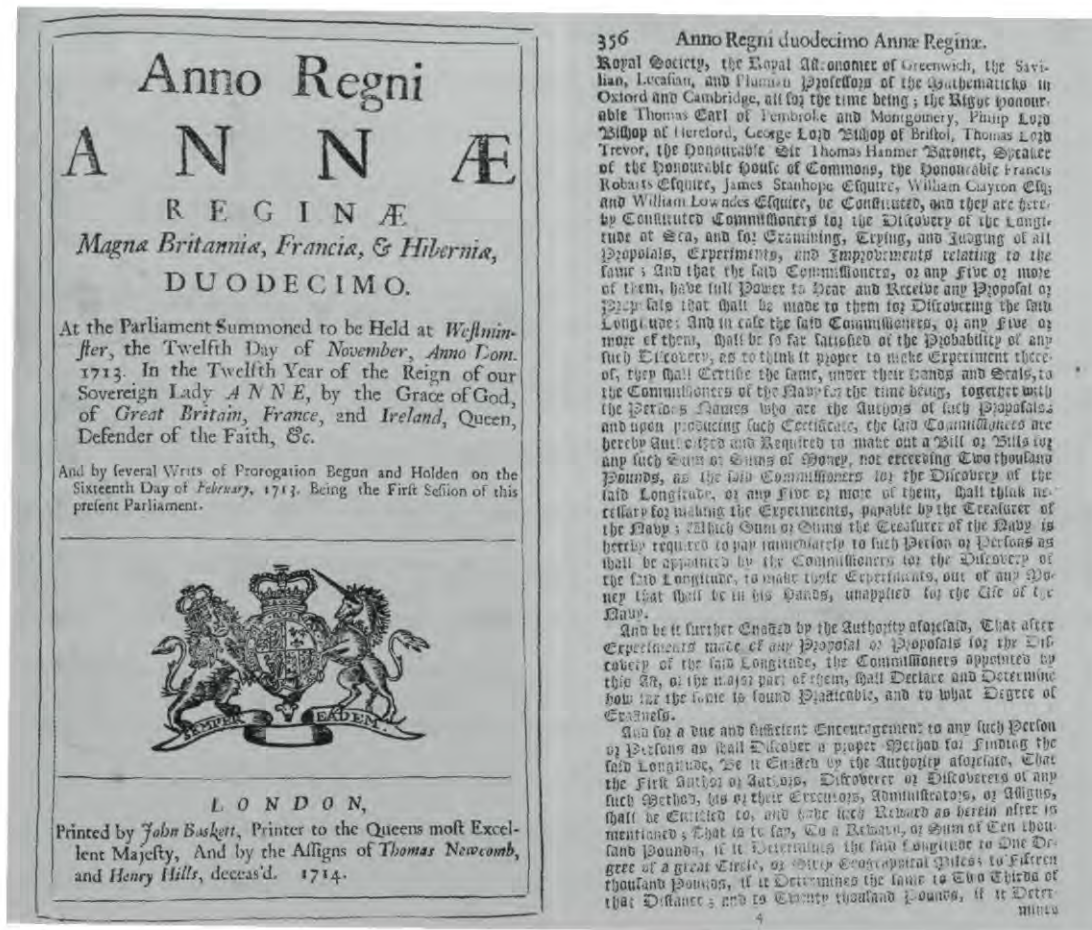 Anno Regni
ANNÆ
REGINÆ
Magnæ Britanniæ, Franciæ, & Hiberniæ,
DUODECIMO.
At the Parliament Summoned to be Held at Westmin-
ster, the Twelfth Day of November, Anno Dom.
1713. In the Twelfth Year of the Reign of our
Sovereign Lady ANNE, by the Grace of God,
of Great Britain, France, and Ireland, Queen,
Defender of the Faith, &c.
And by several Writs of Prorogation Begun and Holden on the
Sixteenth Day of February, 1713. Being the First Session of this
present Parliament.
SEMPER EADEM
LONDON,
Printed by John Baskett, Printer to the Queens most Excel-
lent Majesty, And by the Assigns of Thomas Newcomb,
and Henry Hills, deceas'd. 1714.
356 Anno Regni duodecimo Annæ Reginæ.
Royal Society, the Royal Astronomer of Greenwich, the Savi-
lian, Lucasian, and Plumian Professors of the Mathematicks in
Oxford and Cambridge, all for the time being; the Right Honour-
able Thomas Earl of Pembroke and Montgomery, Philip Lord
Bishop of Hereford, George Lord Bishop of Bristol, Thomas Lord
Trevor, the Honourable Sir Thomas Hanmer Baronet, Speaker
of the Honourable House of Commons, the Honourable Francis
Robarts Esquire, James Stanhope Esquire, William Clayton Esq;
and William Lowndes Esquire, be Constituted, and they are here-
by Constituted Commissioners for the Discovery of the Longi-
tude at Sea, and for Examining, Trying, and Judging of all
Proposals, Experiments, and Improvements relating to the
same; And that the said Commissioners, or any Five or more
of them, have full Power to Hear and Receive any Proposal or
Proposals that shall be made to them for Discovering the said
Longitude; And in case the said Commissioners, or any Five or
more of them, shall be so far satisfied of the Probability of any
such Discovery, as to think it proper to make Experiment there-
of, they shall Certifie the same, under their Hands and Seals, to
the Commissioners of the Navy for the time being, together with
the Persons Names who are the Authors of such Proposals;
and upon producing such Certificate, the said Commissioners are
hereby Authorized and Required to make out a Bill or Bills for
any such Sum or Sums of Money, not exceeding Two thousand
Pounds, as the said Commissioners for the Discovery of the
said Longitude, or any Five or more of them, shall think ne-
cessary for making the Experiments, payable by the Treasurer of
the Navy; Which Sum or Sums the Treasurer of the Navy is
hereby required to pay immediately to such Person or Persons as
shall be appointed by the Commissioners for the Discovery of
the said Longitude, to make those Experiments, out of any Mo-
ney that shall be in his Hands, unapplied for the Use of the
Navy.
And be it further Enacted by the Authority aforesaid, That after
Experiments made of any Proposal or Proposals for the Dis-
covery of the said Longitude, the Commissioners appointed by
this Act, or the major part of them, shall Declare and Determine
how far the same is found Practicable, and to what Degree of
Exactness.
And for a due and sufficient Encouragement to any such Person
or Persons as shall Discover a proper Method for Finding the
said Longitude, Be it Enacted by the Authority aforesaid, That
the First Author or Authors, Discoverer or Discoverers of any
such Method, his or their Executors, Administrators, or Assigns,
shall be Entitled to, and have such Reward as herein after is
mentioned; That is to say, To a Reward, or Sum of Ten thou-
sand Pounds, if it Determines the said Longitude to One De-
gree of a great Circle, or Sixty Geographical Miles; to Fifteen
thousand Pounds, if it Determines the same to Two Thirds of
that Distance; and to Twenty thousand Pounds, if it Deter-
mines
4